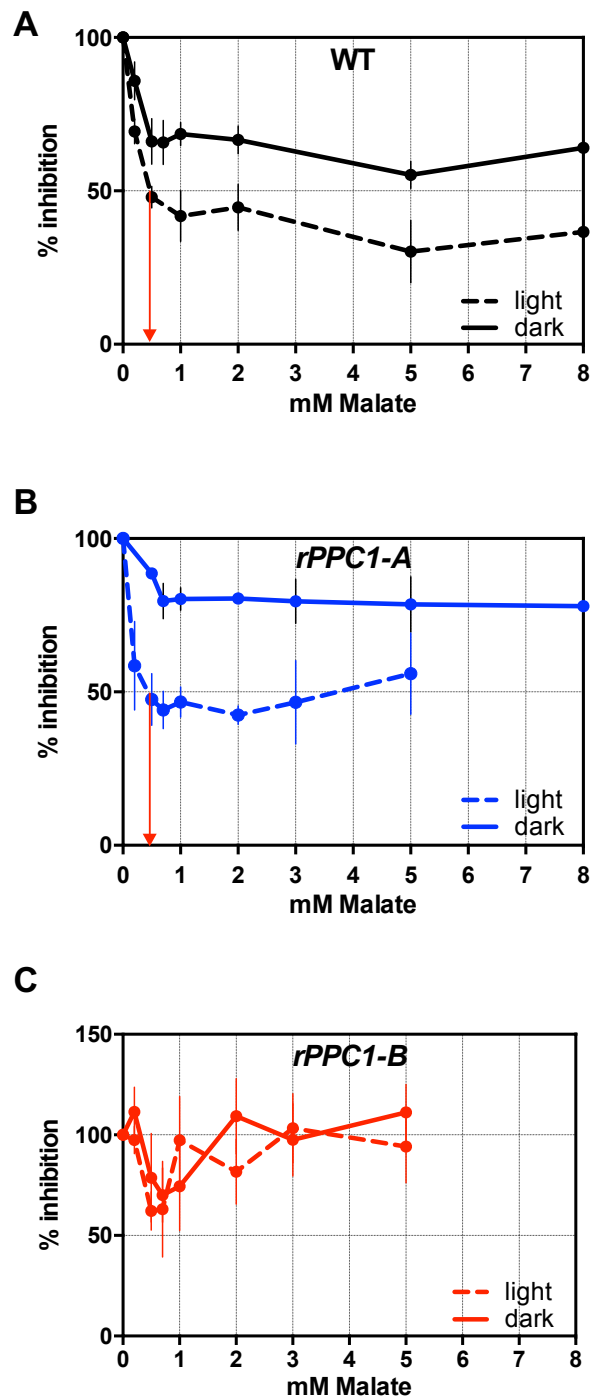 A
WT
% inhibition
100
50
0
light
dark
0 1 2 3 4 5 6 7 8
mM Malate
B
rPPC1-A
% inhibition
100
50
0
light
dark
0 1 2 3 4 5 6 7 8
mM Malate
C
rPPC1-B
% inhibition
150
100
50
0
light
dark
0 1 2 3 4 5 6 7 8
mM Malate